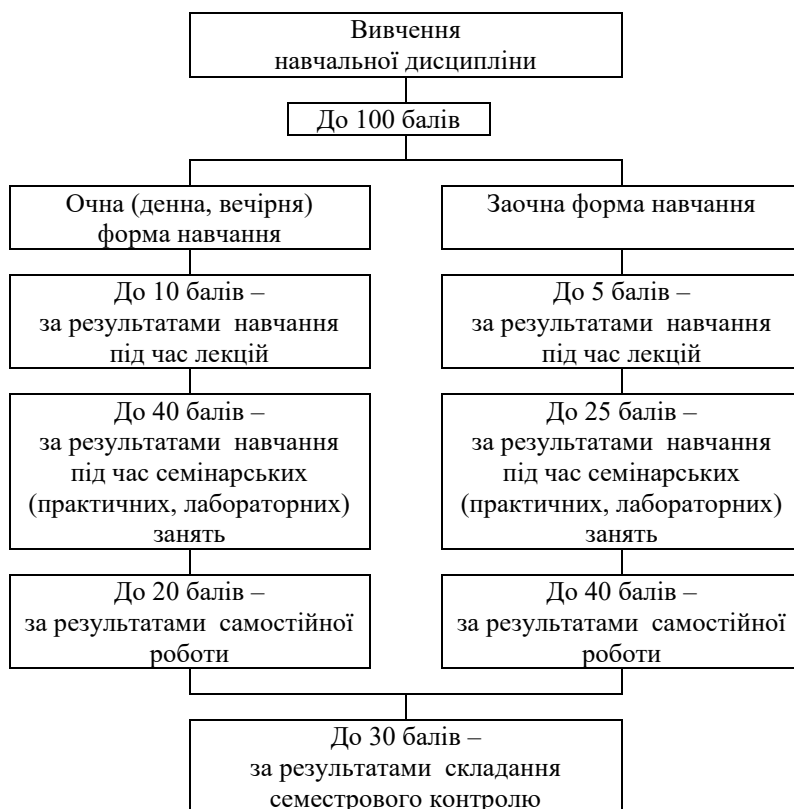 Вивчення
навчальної дисципліни
До 100 балів
Очна (денна, вечірня)
форма навчання
До 10 балів –
за результатами навчання
під час лекцій
До 40 балів –
за результатами навчання
під час семінарських
(практичних, лабораторних)
занять
До 20 балів –
за результатами самостійної
роботи
Заочна форма навчання
До 5 балів –
за результатами навчання
під час лекцій
До 25 балів –
за результатами навчання
під час семінарських
(практичних, лабораторних)
занять
До 40 балів –
за результатами самостійної
роботи
До 30 балів –
за результатами складання
семестрового контролю